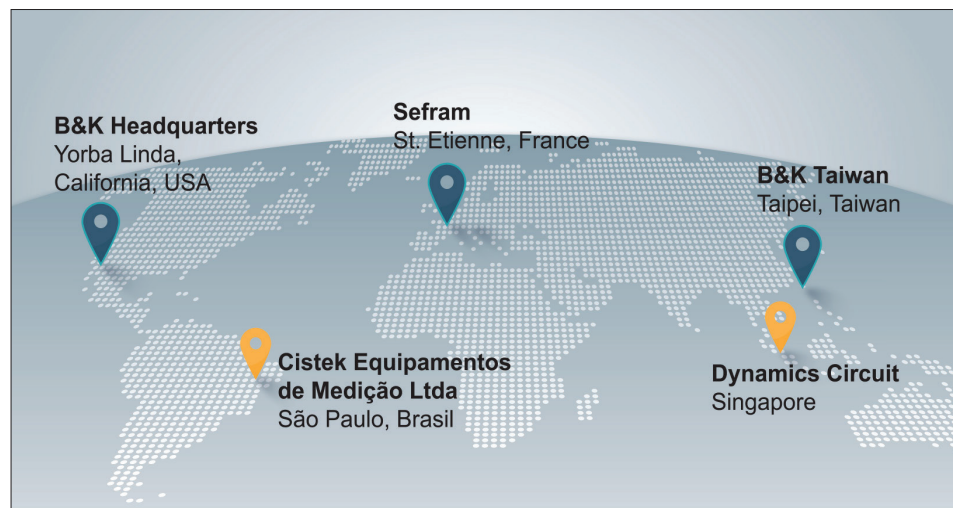 B&K Headquarters
Yorba Linda,
California, USA
Sefram
St. Etienne, France
B&K Taiwan
Taipei, Taiwan
Cistek Equipamentos
de Medição Ltda
São Paulo, Brasil
Dynamics Circuit
Singapore